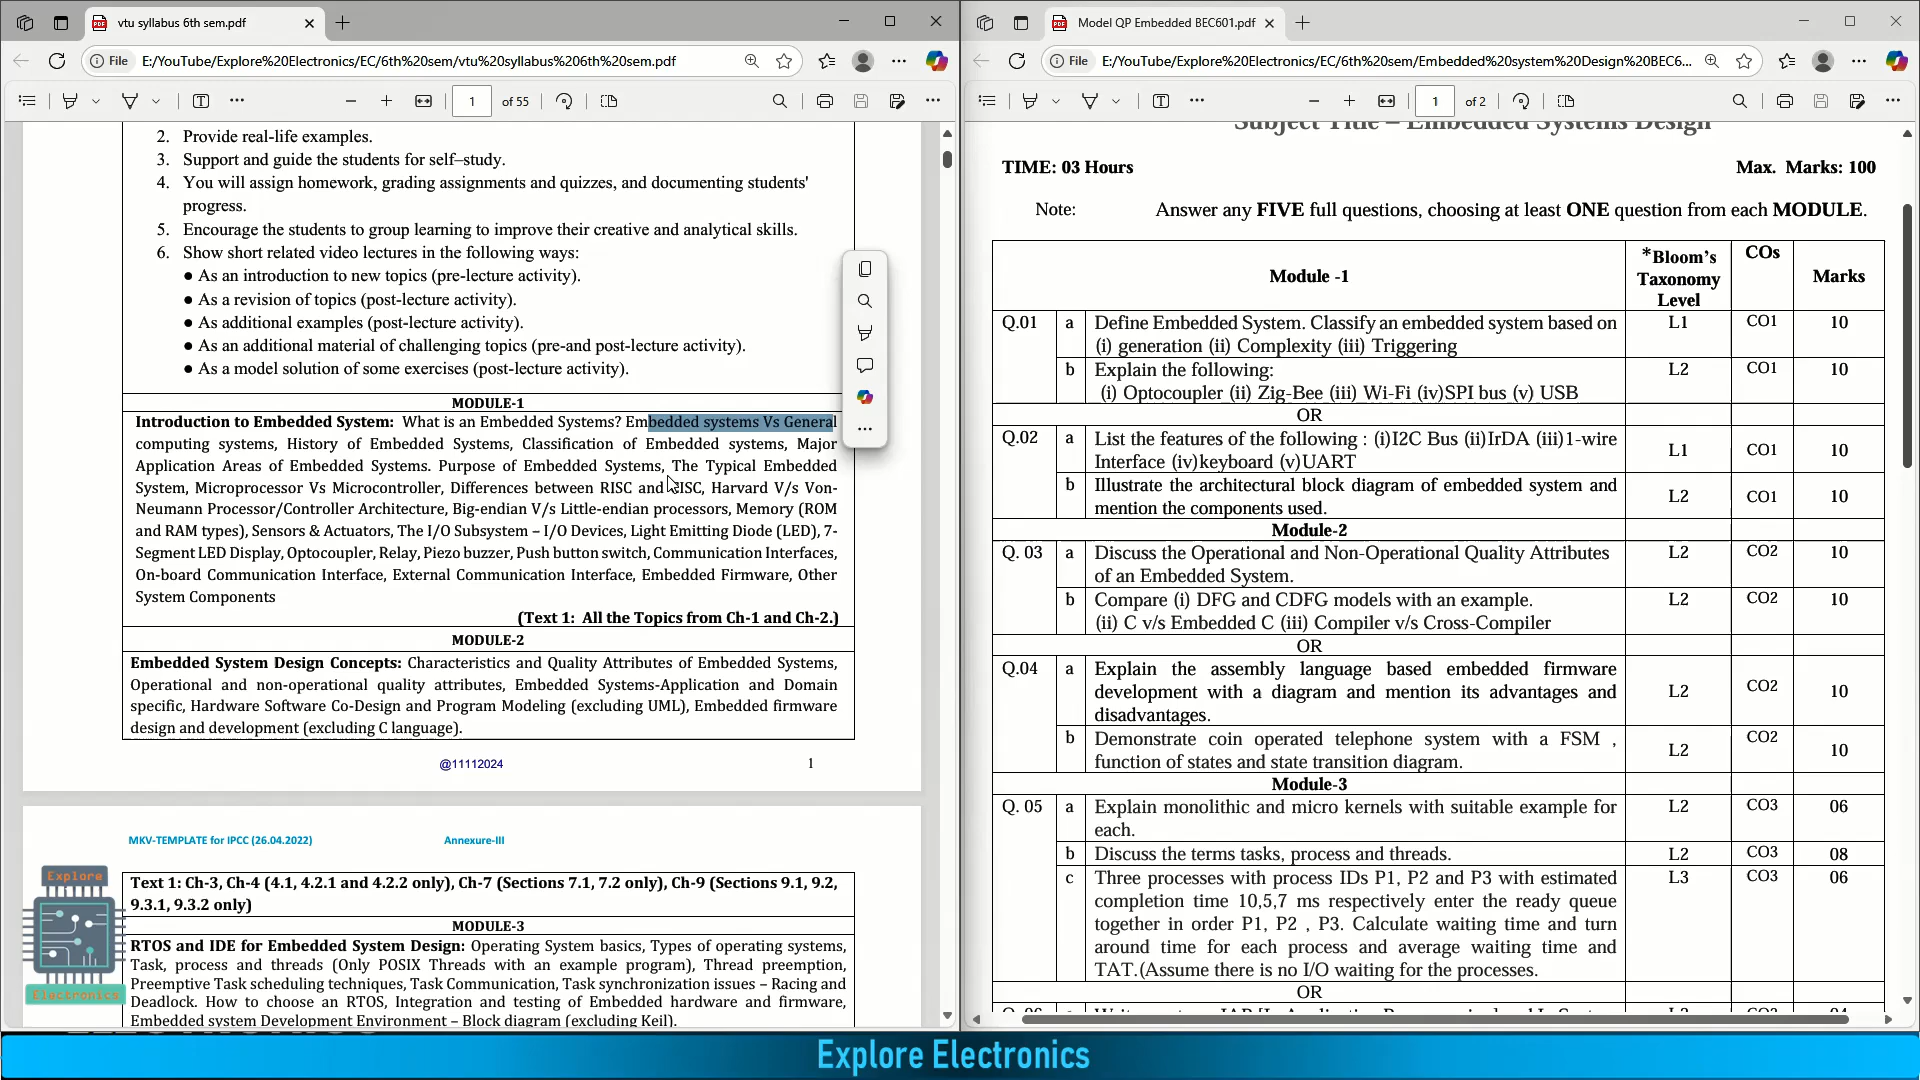 vtu syllabus 6th sem.pdf
File E:/YouTube/Explore%20Electronics/EC/6th%20sem/vtu%20syllabus%206th%20sem.pdf
1 of 55
2. Provide real-life examples.
3. Support and guide the students for self–study.
4. You will assign homework, grading assignments and quizzes, and documenting students'
progress.
5. Encourage the students to group learning to improve their creative and analytical skills.
6. Show short related video lectures in the following ways:
● As an introduction to new topics (pre-lecture activity).
● As a revision of topics (post-lecture activity).
● As additional examples (post-lecture activity).
● As an additional material of challenging topics (pre-and post-lecture activity).
● As a model solution of some exercises (post-lecture activity).
MODULE-1
Introduction to Embedded System: What is an Embedded Systems? Embedded systems Vs General
computing systems, History of Embedded Systems, Classification of Embedded systems, Major
Application Areas of Embedded Systems. Purpose of Embedded Systems, The Typical Embedded
System, Microprocessor Vs Microcontroller, Differences between RISC and CISC, Harvard V/s Von-
Neumann Processor/Controller Architecture, Big-endian V/s Little-endian processors, Memory (ROM
and RAM types), Sensors & Actuators, The I/O Subsystem – I/O Devices, Light Emitting Diode (LED), 7-
Segment LED Display, Optocoupler, Relay, Piezo buzzer, Push button switch, Communication Interfaces,
On-board Communication Interface, External Communication Interface, Embedded Firmware, Other
System Components
(Text 1: All the Topics from Ch-1 and Ch-2.)
MODULE-2
Embedded System Design Concepts: Characteristics and Quality Attributes of Embedded Systems,
Operational and non-operational quality attributes, Embedded Systems-Application and Domain
specific, Hardware Software Co-Design and Program Modeling (excluding UML), Embedded firmware
design and development (excluding C language).
@11112024 1
MKV-TEMPLATE for IPCC (26.04.2022) Annexure-III
Text 1: Ch-3, Ch-4 (4.1, 4.2.1 and 4.2.2 only), Ch-7 (Sections 7.1, 7.2 only), Ch-9 (Sections 9.1, 9.2,
9.3.1, 9.3.2 only)
MODULE-3
RTOS and IDE for Embedded System Design: Operating System basics, Types of operating systems,
Task, process and threads (Only POSIX Threads with an example program), Thread preemption,
Preemptive Task scheduling techniques, Task Communication, Task synchronization issues – Racing and
Deadlock. How to choose an RTOS, Integration and testing of Embedded hardware and firmware,
Embedded system Development Environment – Block diagram (excluding Keil).
Explore
Electronics
Model QP Embedded BEC601.pdf
File E:/YouTube/Explore%20Electronics/EC/6th%20sem/Embedded%20system%20Design%20BEC6...
1 of 2
Subject Title – Embedded Systems Design
TIME: 03 Hours Max. Marks: 100
Note: Answer any FIVE full questions, choosing at least ONE question from each MODULE.
Module -1 *Bloom's Taxonomy Level COs Marks
Q.01 a Define Embedded System. Classify an embedded system based on L1 CO1 10
(i) generation (ii) Complexity (iii) Triggering
b Explain the following: L2 CO1 10
(i) Optocoupler (ii) Zig-Bee (iii) Wi-Fi (iv)SPI bus (v) USB
OR
Q.02 a List the features of the following : (i)I2C Bus (ii)IrDA (iii)1-wire L1 CO1 10
Interface (iv)keyboard (v)UART
b Illustrate the architectural block diagram of embedded system and L2 CO1 10
mention the components used.
Module-2
Q. 03 a Discuss the Operational and Non-Operational Quality Attributes L2 CO2 10
of an Embedded System.
b Compare (i) DFG and CDFG models with an example. L2 CO2 10
(ii) C v/s Embedded C (iii) Compiler v/s Cross-Compiler
OR
Q.04 a Explain the assembly language based embedded firmware
development with a diagram and mention its advantages and L2 CO2 10
disadvantages.
b Demonstrate coin operated telephone system with a FSM , L2 CO2 10
function of states and state transition diagram.
Module-3
Q. 05 a Explain monolithic and micro kernels with suitable example for L2 CO3 06
each.
b Discuss the terms tasks, process and threads. L2 CO3 08
c Three processes with process IDs P1, P2 and P3 with estimated L3 CO3 06
completion time 10,5,7 ms respectively enter the ready queue
together in order P1, P2 , P3. Calculate waiting time and turn
around time for each process and average waiting time and
TAT.(Assume there is no I/O waiting for the processes.
OR
Explore Electronics